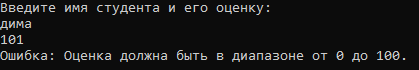 Введите имя студента и его оценку:
дима
101
Ошибка: Оценка должна быть в диапазоне от 0 до 100.